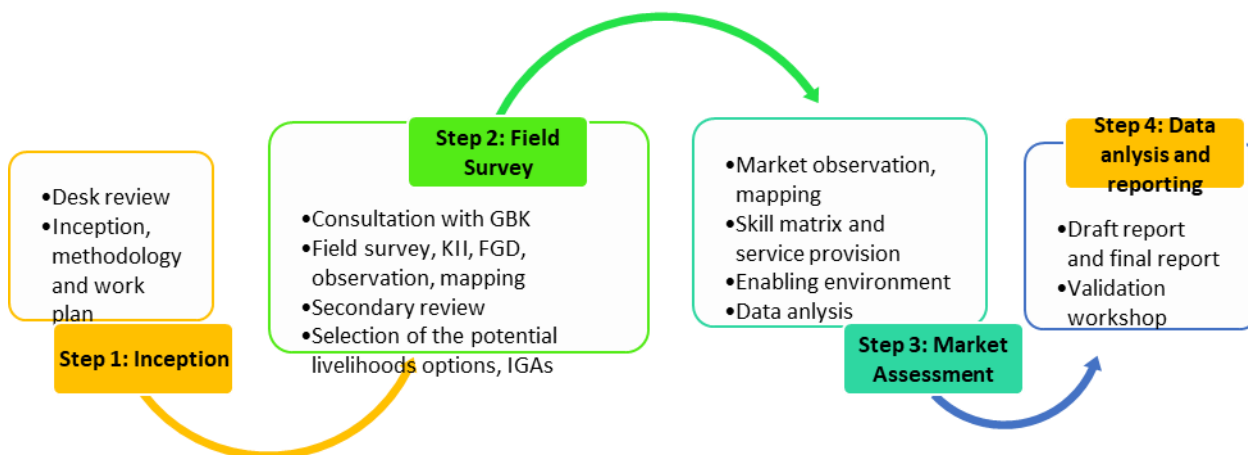 Step 1: Inception
•Desk review
•Inception,
methodology
and work
plan
Step 2: Field
Survey
•Consultation with GBK
•Field survey, KII, FGD,
observation, mapping
•Secondary review
•Selection of the potential
livelihoods options, IGAs
Step 3: Market
Assessment
•Market observation,
mapping
•Skill matrix and
service provision
•Enabling environment
•Data anlysis
Step 4: Data
anlysis and
reporting
•Draft report
and final report
•Validation
workshop